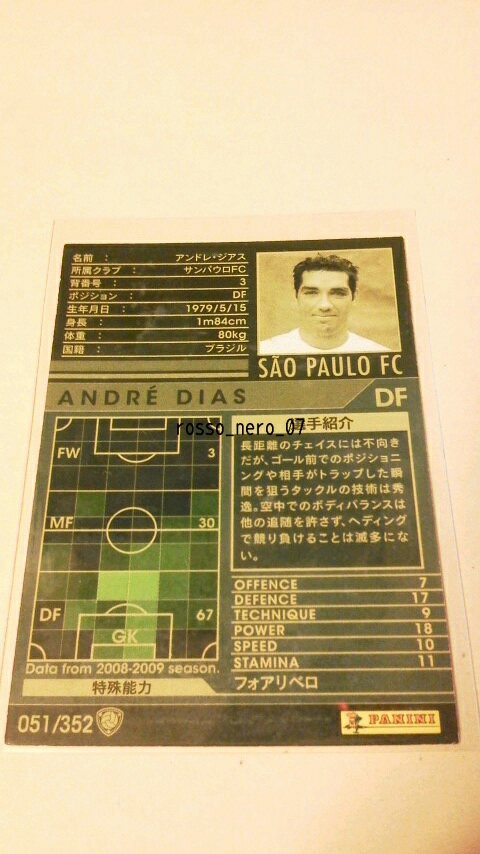 名前 : アンドレ・ジアス
所属クラブ : サンパウロFC
背番号 : 3
ポジション : DF
生年月日 : 1979/5/15
身長 : 1m84cm
体重 : 80kg
国籍 : ブラジル
SÃO PAULO FC
ANDRÉ DIAS
DF
rosso_nero_07
手紹介
長距離のチェイスには不向き
だが、ゴール前でのポジショニ
ングや相手がトラップした瞬
間を狙うタックルの技術は秀
逸。空中でのボディバランスは
他の追随を許さず、ヘディング
で競り負けることは滅多にな
い。
FW 3
MF 30
DF 67
GK
Data from 2008-2009 season.
OFFENCE 7
DEFENCE 17
TECHNIQUE 9
POWER 18
SPEED 10
STAMINA 11
特殊能力
フォアリベロ
051/352
PANINI